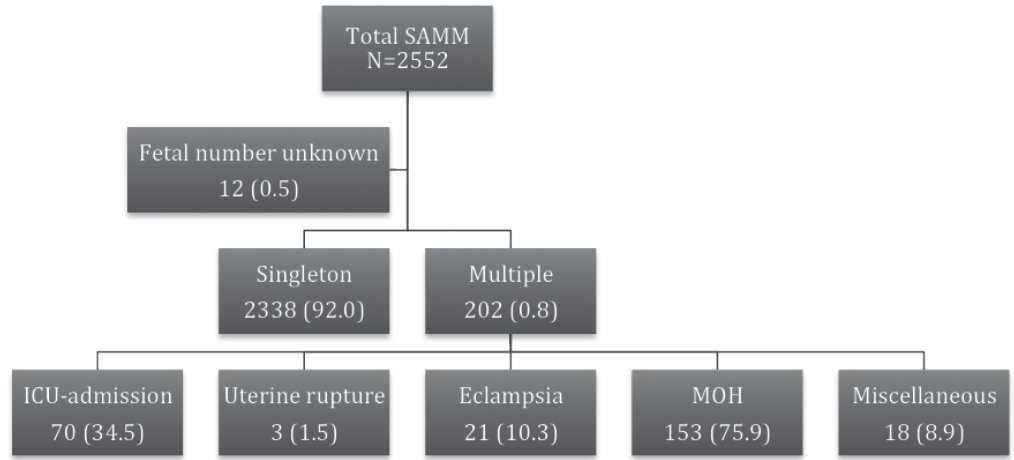 Total SAMM
N=2552
Fetal number unknown
12 (0.5)
Singleton
2338 (92.0)
Multiple
202 (0.8)
ICU-admission
70 (34.5)
Uterine rupture
3 (1.5)
Eclampsia
21 (10.3)
MOH
153 (75.9)
Miscellaneous
18 (8.9)